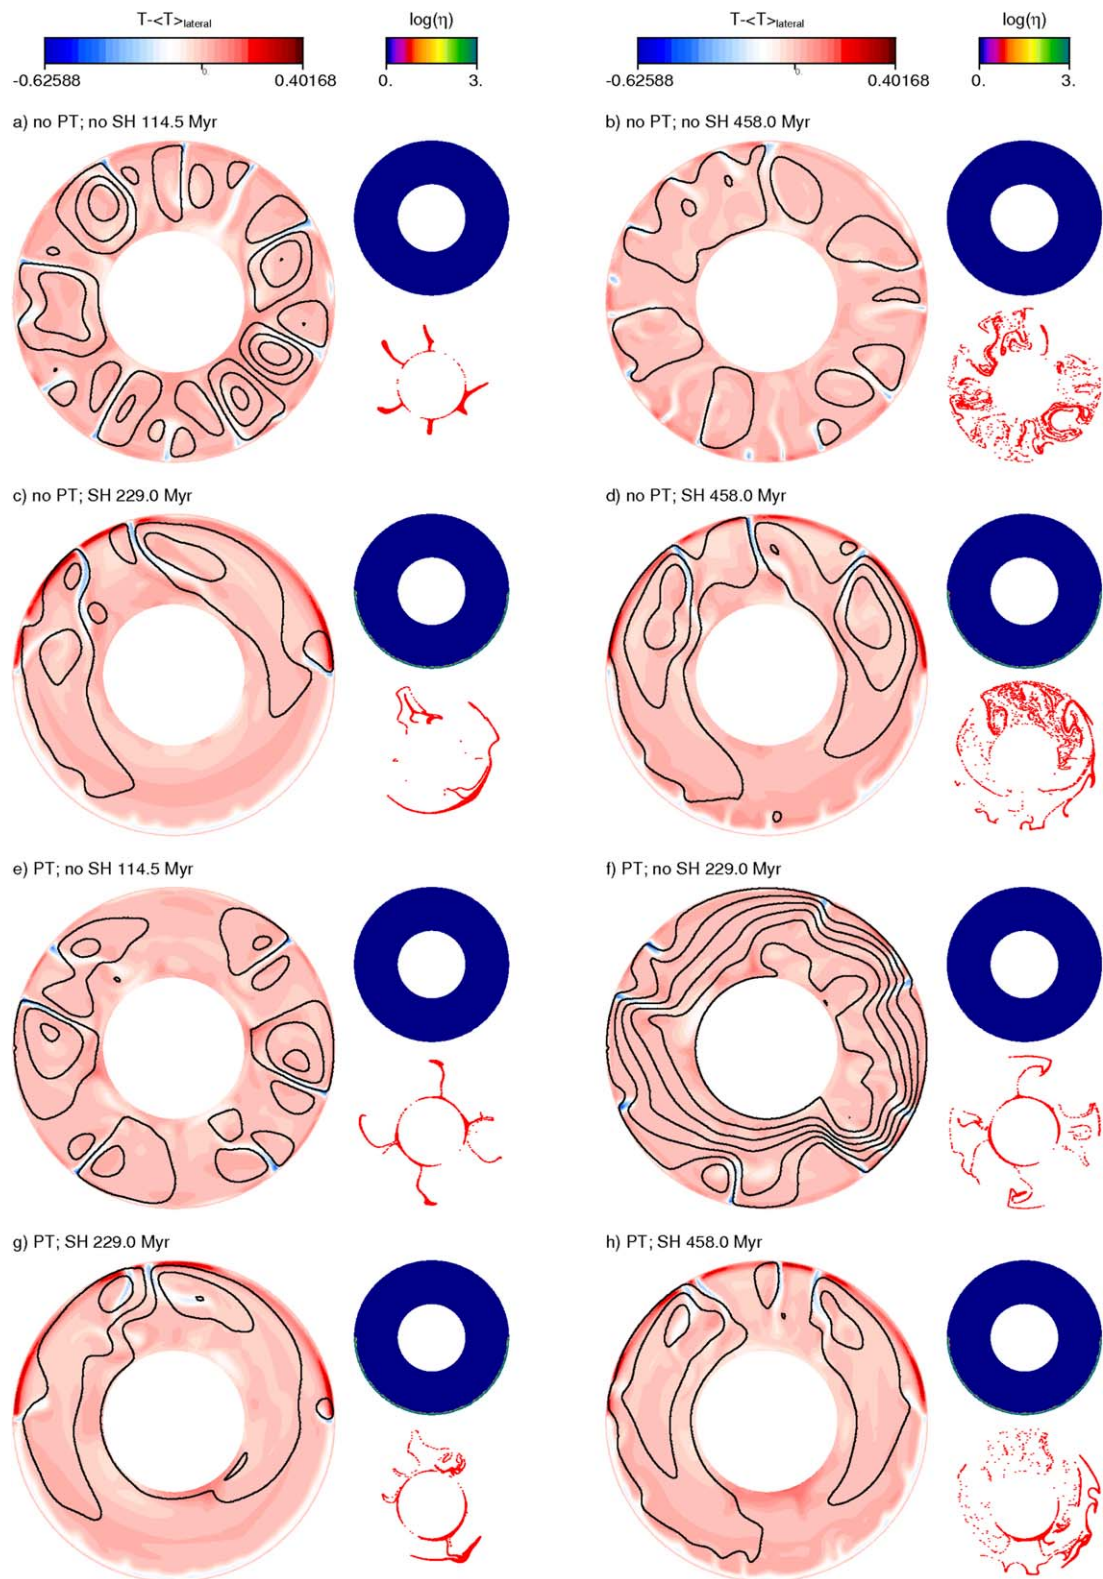 T-<T>lateral log(η) T-<T>lateral log(η)
0. 0.
-0.62588 0.40168 0. 3. -0.62588 0.40168 0. 3.
a) no PT; no SH 114.5 Myr b) no PT; no SH 458.0 Myr
c) no PT; SH 229.0 Myr d) no PT; SH 458.0 Myr
e) PT; no SH 114.5 Myr f) PT; no SH 229.0 Myr
g) PT; SH 229.0 Myr h) PT; SH 458.0 Myr